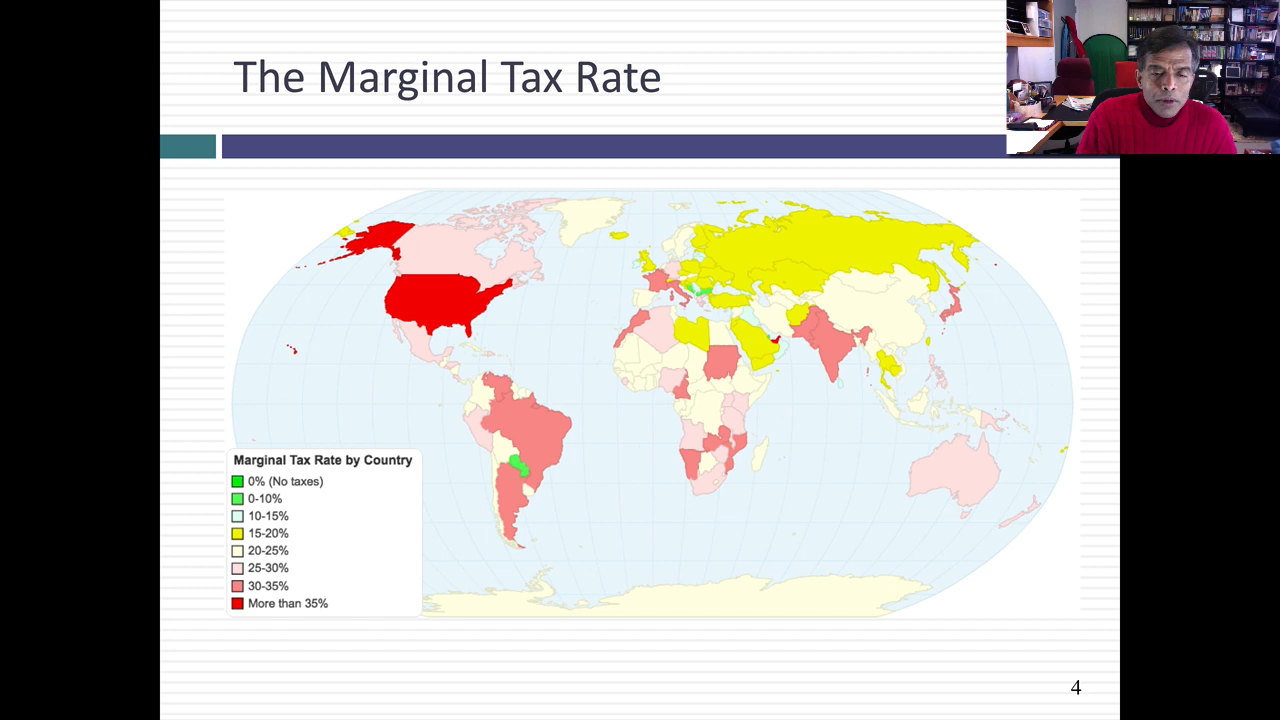 The Marginal Tax Rate
Marginal Tax Rate by Country
0% (No taxes)
0-10%
10-15%
15-20%
20-25%
25-30%
30-35%
More than 35%
4